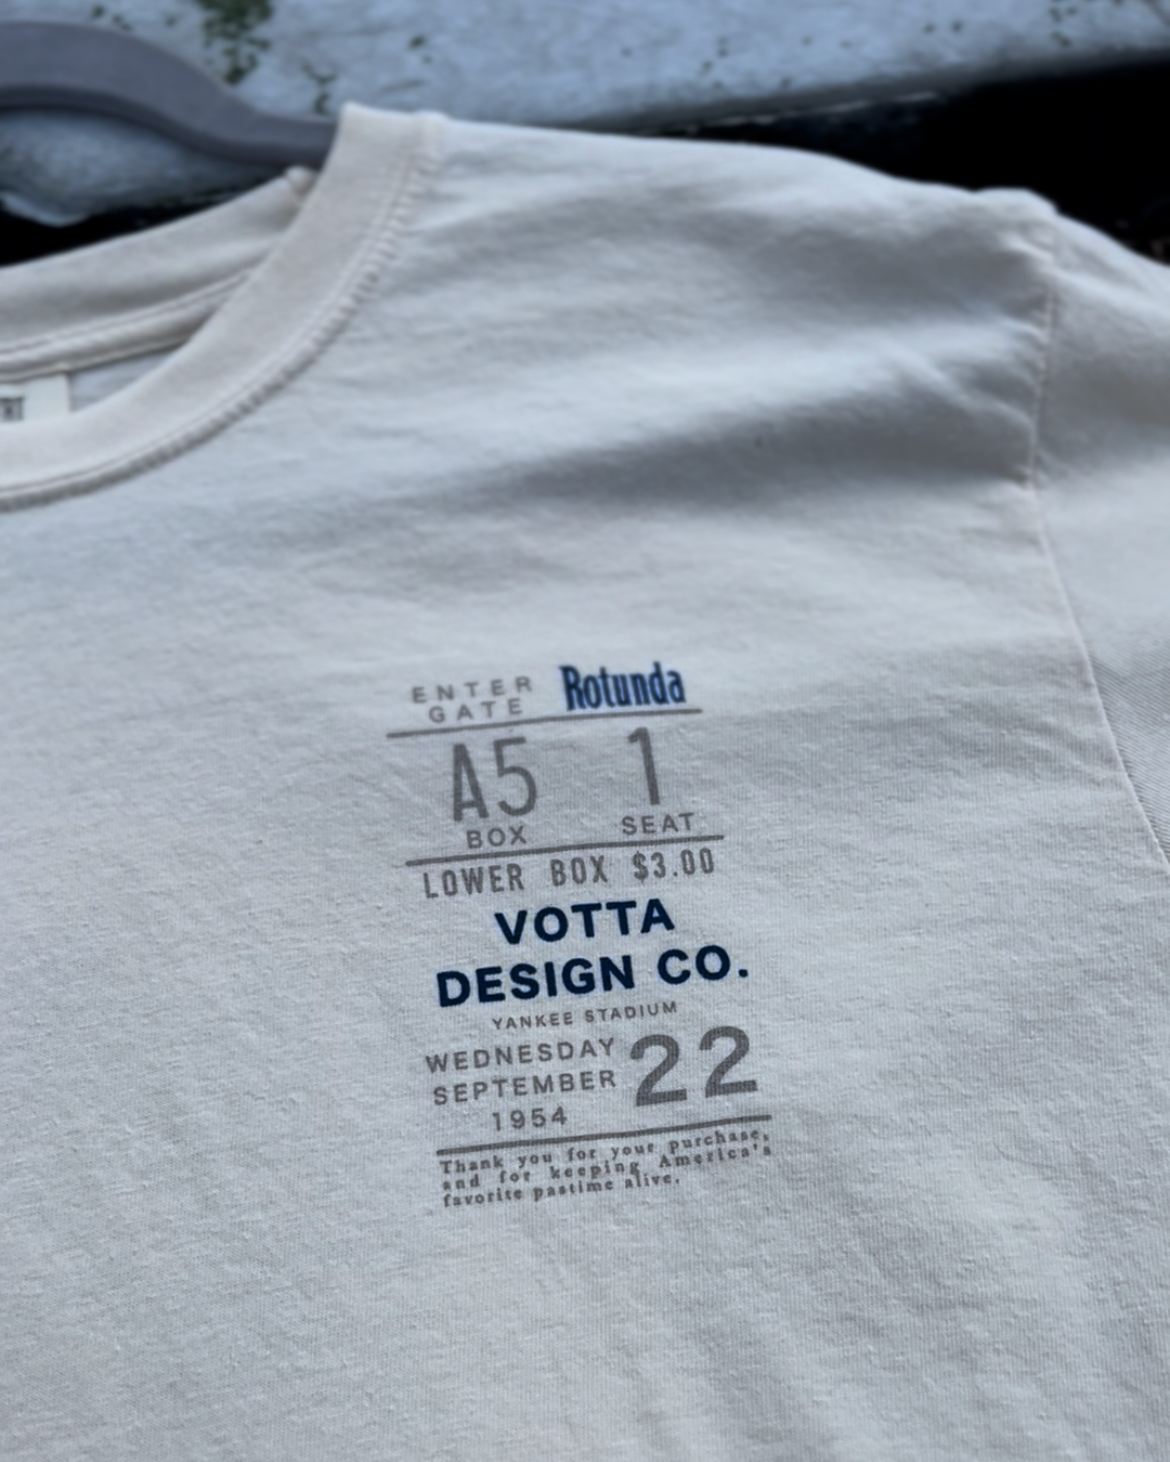 ENTER GATE Rotunda
A5 1
BOX SEAT
LOWER BOX $3.00
VOTTA
DESIGN CO.
YANKEE STADIUM
WEDNESDAY
SEPTEMBER 22
1954
Thank you for your purchase,
and for keeping America's
favorite pastime alive.